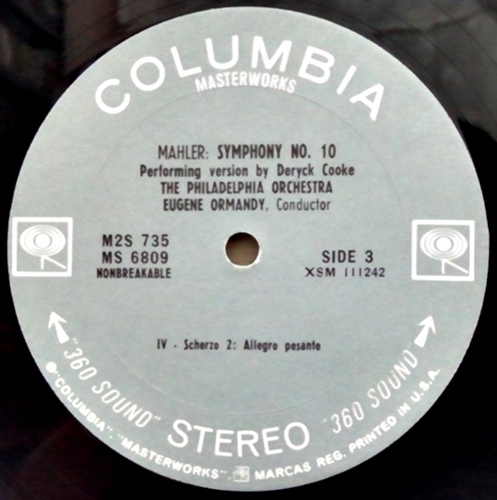 COLUMBIA
MASTERWORKS
MAHLER: SYMPHONY NO. 10
Performing version by Deryck Cooke
THE PHILADELPHIA ORCHESTRA
EUGENE ORMANDY, Conductor
M2S 735
MS 6809
NONBREAKABLE
SIDE 3
XSM 111242
IV - Scherzo 2: Allegro pesante
"360 SOUND" STEREO "360 SOUND"
℗"COLUMBIA", "MASTERWORKS", MARCAS REG. PRINTED IN U.S.A.